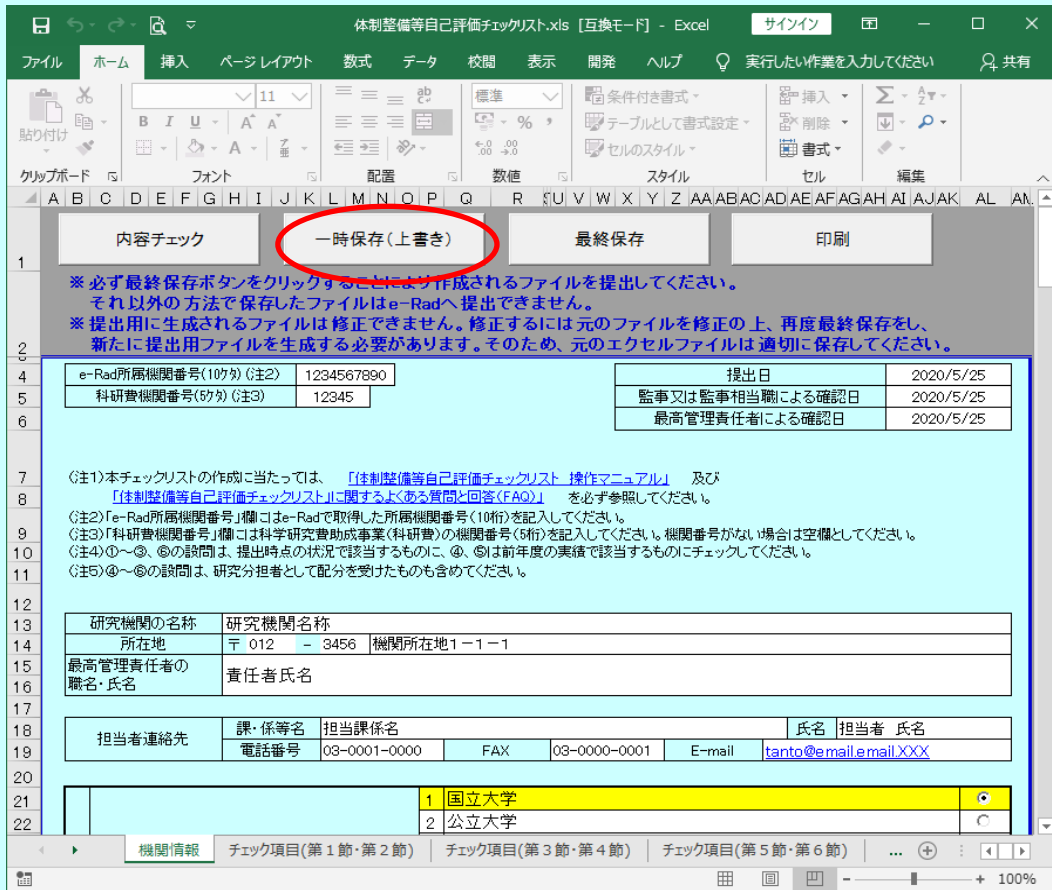 体制整備等自己評価チェックリスト.xls [互換モード] - Excel サインイン
ファイル ホーム 挿入 ページ レイアウト 数式 データ 校閲 表示 開発 ヘルプ 実行したい作業を入力してください 共有
11 標準 条件付き書式 挿入
貼り付け B I U A A % テーブルとして書式設定 削除
A セルのスタイル 書式
クリップボード フォント 配置 数値 スタイル セル 編集
A B C D E F G H I J K L M N O P Q R U V W X Y Z AA AB AC AD AE AF AG AH AI AJ AK AL AM
1 内容チェック 一時保存(上書き) 最終保存 印刷
※必ず最終保存ボタンをクリックすることにより作成されるファイルを提出してください。
それ以外の方法で保存したファイルはe-Radへ提出できません。
※提出用に生成されるファイルは修正できません。修正するには元のファイルを修正の上、再度最終保存をし、
2 新たに提出用ファイルを生成する必要があります。そのため、元のエクセルファイルは適切に保存してください。
4 e-Rad所属機関番号(10ケタ)(注2) 1234567890 提出日 2020/5/25
5 科研費機関番号(5ケタ)(注3) 12345 監事又は監事相当職による確認日 2020/5/25
6 最高管理責任者による確認日 2020/5/25
7 (注1)本チェックリストの作成に当たっては、 「体制整備等自己評価チェックリスト 操作マニュアル」 及び
8 「体制整備等自己評価チェックリスト」に関するよくある質問と回答(FAQ)」 を必ず参照してください。
(注2)「e-Rad所属機関番号」欄にはe-Radで取得した所属機関番号(10桁)を記入してください。
9 (注3)「科研費機関番号」欄には科学研究費助成事業(科研費)の機関番号(5桁)を記入してください。機関番号がない場合は空欄としてください。
10 (注4)①~③、⑥の設問は、提出時点の状況で該当するものに、④、⑤は前年度の実績で該当するものにチェックしてください。
11 (注5)④~⑥の設問は、研究分担者として配分を受けたものも含めてください。
12
13 研究機関の名称 研究機関名称
14 所在地 〒 012 - 3456 機関所在地1-1-1
15 最高管理責任者の
16 職名・氏名 責任者氏名
17
18 担当者連絡先 課・係等名 担当課係名 氏名 担当者 氏名
19 電話番号 03-0001-0000 FAX 03-0000-0001 E-mail tanto@email.email.XXX
20
21 1 国立大学
22 2 公立大学
機関情報 チェック項目(第1節・第2節) チェック項目(第3節・第4節) チェック項目(第5節・第6節) ...
100%